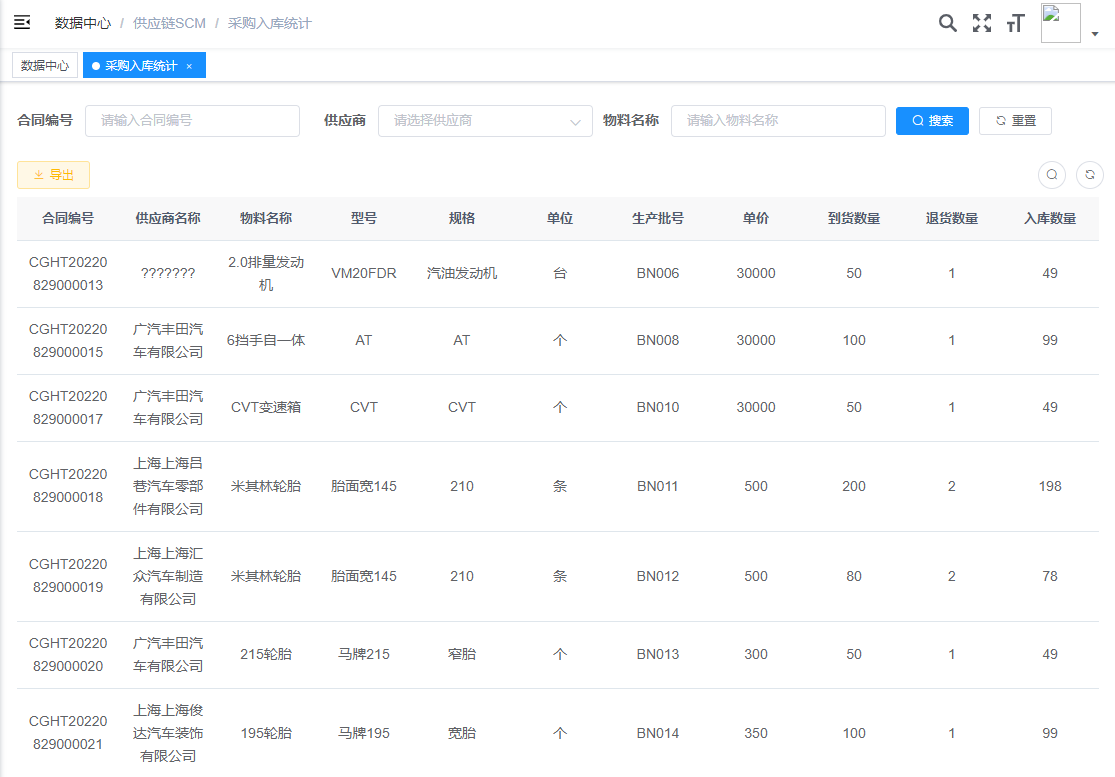 数据中心 / 供应链SCM / 采购入库统计
数据中心
采购入库统计 ×
合同编号 请输入合同编号 供应商 请选择供应商 物料名称 请输入物料名称 搜索 重置
导出
合同编号 供应商名称 物料名称 型号 规格 单位 生产批号 单价 到货数量 退货数量 入库数量
CGHT20220
829000013
???????
2.0排量发动
机
VM20FDR 汽油发动机 台 BN006 30000 50 1 49
CGHT20220
829000015
广汽丰田汽
车有限公司
6挡手自一体 AT AT 个 BN008 30000 100 1 99
CGHT20220
829000017
广汽丰田汽
车有限公司
CVT变速箱 CVT CVT 个 BN010 30000 50 1 49
CGHT20220
829000018
上海上海吕
巷汽车零部
件有限公司
米其林轮胎 胎面宽145 210 条 BN011 500 200 2 198
CGHT20220
829000019
上海上海汇
众汽车制造
有限公司
米其林轮胎 胎面宽145 210 条 BN012 500 80 2 78
CGHT20220
829000020
广汽丰田汽
车有限公司
215轮胎 马牌215 窄胎 个 BN013 300 50 1 49
CGHT20220
829000021
上海上海俊
达汽车装饰
有限公司
195轮胎 马牌195 宽胎 个 BN014 350 100 1 99